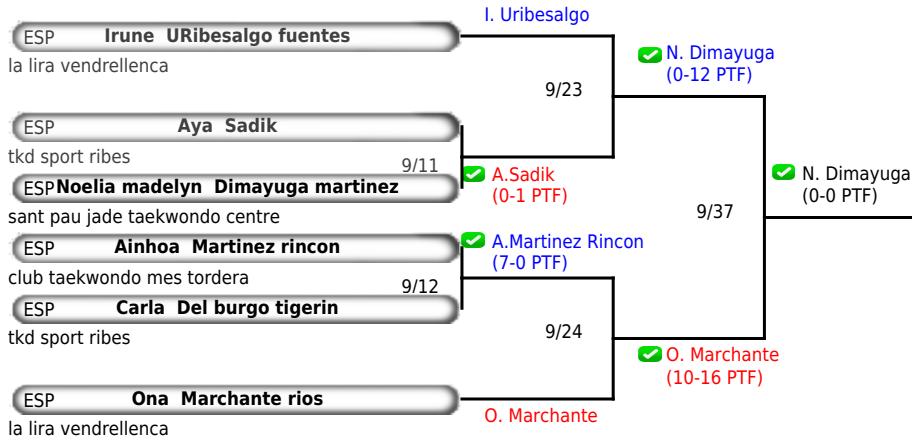 I. Uribesalgo
ESP Irune URibesalgo fuentes
la lira vendrellenca
N. Dimayuga
(0-12 PTF)
9/23
ESP Aya Sadik
tkd sport ribes
9/11
A.Sadik
(0-1 PTF)
N. Dimayuga
(0-0 PTF)
ESP Noelia madelyn Dimayuga martinez
sant pau jade taekwondo centre
9/37
ESP Ainhoa Martinez rincon
A.Martinez Rincon
(7-0 PTF)
club taekwondo mes tordera
9/12
ESP Carla Del burgo tigerin
tkd sport ribes
9/24
O. Marchante
(10-16 PTF)
ESP Ona Marchante rios
O. Marchante
la lira vendrellenca